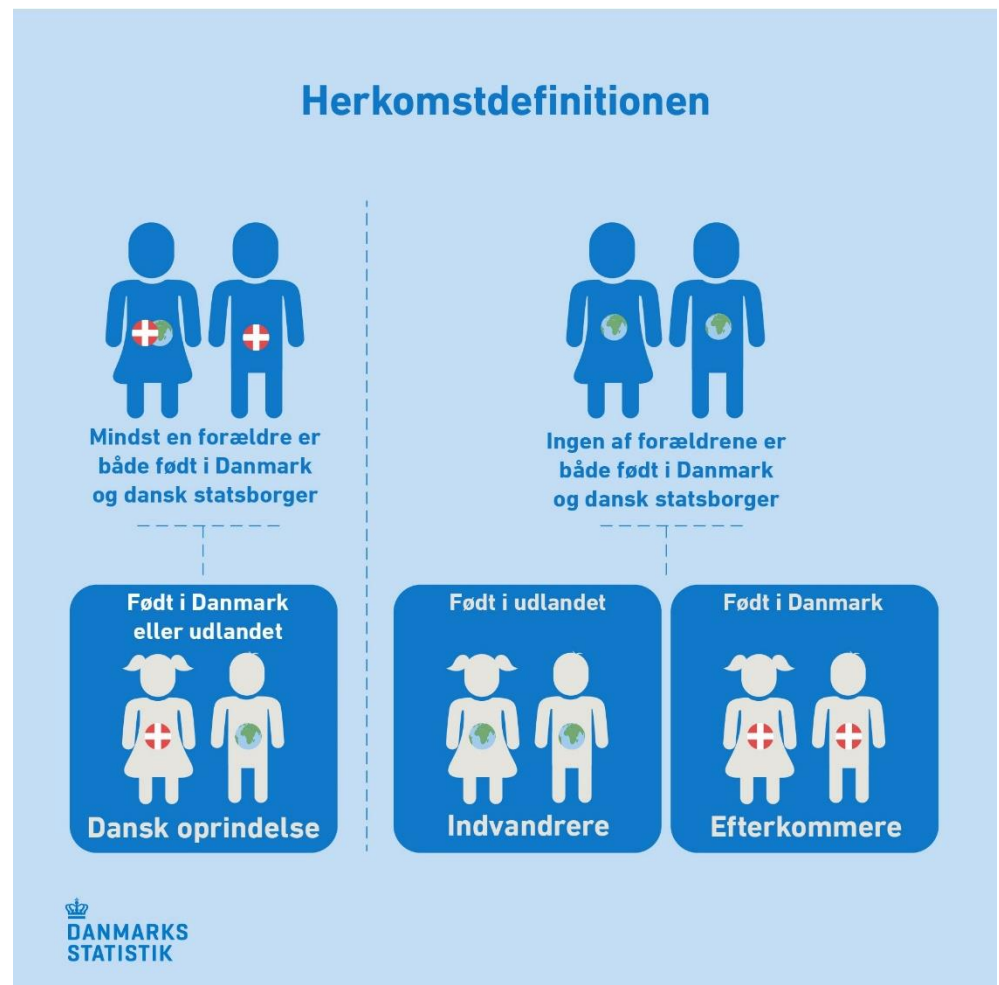 Herkomstdefinitionen
Mindst en forældre er
både født i Danmark
og dansk statsborger
Ingen af forældrene er
både født i Danmark
og dansk statsborger
Født i Danmark
eller udlandet
Dansk oprindelse
Født i udlandet
Indvandrere
Født i Danmark
Efterkommere
DANMARKS
STATISTIK